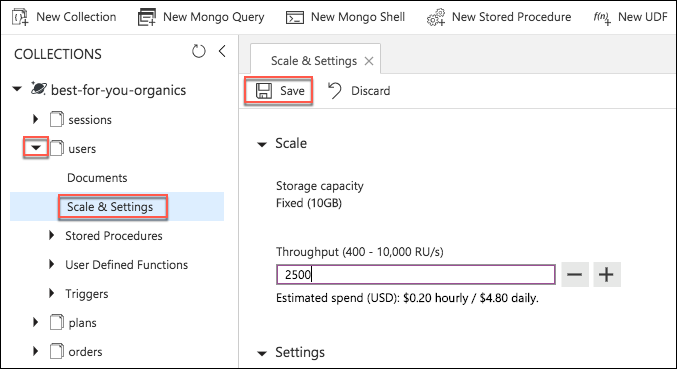 New Collection
New Mongo Query
New Mongo Shell
New Stored Procedure
New UDF
COLLECTIONS
best-for-you-organics
sessions
users
Documents
Scale & Settings
Stored Procedures
User Defined Functions
Triggers
plans
orders
Scale & Settings
Save
Discard
Scale
Storage capacity
Fixed (10GB)
Throughput (400 - 10,000 RU/s)
2500
Estimated spend (USD): $0.20 hourly / $4.80 daily.
Settings